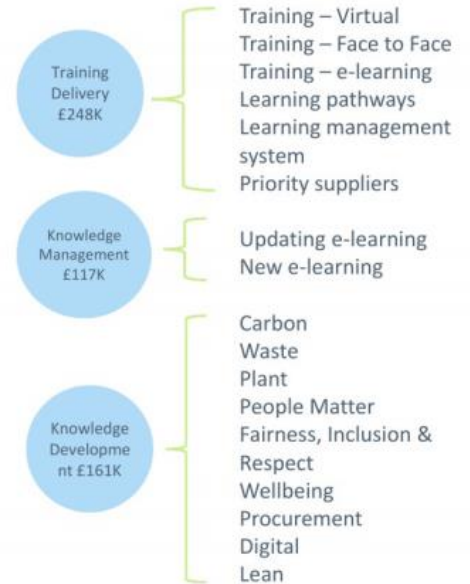 Training
Delivery
£248K
Training – Virtual
Training – Face to Face
Training – e-learning
Learning pathways
Learning management
system
Priority suppliers
Knowledge
Management
£117K
Updating e-learning
New e-learning
Knowledge
Developme
nt £161K
Carbon
Waste
Plant
People Matter
Fairness, Inclusion &
Respect
Wellbeing
Procurement
Digital
Lean